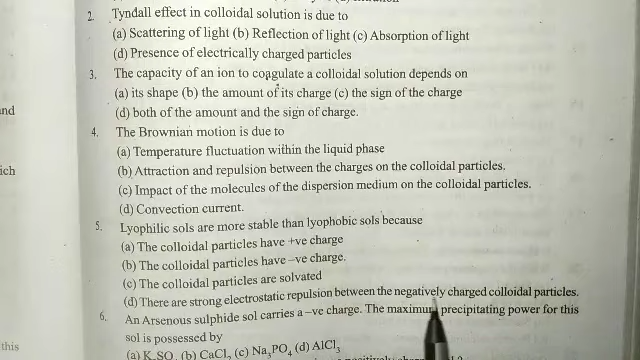 2. Tyndall effect in colloidal solution is due to
(a) Scattering of light (b) Reflection of light (c) Absorption of light
(d) Presence of electrically charged particles
3. The capacity of an ion to coagulate a colloidal solution depends on
(a) its shape (b) the amount of its charge (c) the sign of the charge
(d) both of the amount and the sign of charge.
nd
4. The Brownian motion is due to
(a) Temperature fluctuation within the liquid phase
(b) Attraction and repulsion between the charges on the colloidal particles.
ich
(c) Impact of the molecules of the dispersion medium on the colloidal particles.
(d) Convection current.
5. Lyophilic sols are more stable than lyophobic sols because
(a) The colloidal particles have +ve charge
(b) The colloidal particles have –ve charge.
(c) The colloidal particles are solvated
(d) There are strong electrostatic repulsion between the negatively charged colloidal particles.
6. An Arsenous sulphide sol carries a –ve charge. The maximum precipitating power for this
sol is possessed by
this
(a) K₂SO₄ (b) CaCl₂ (c) Na₃PO₄ (d) AlCl₃